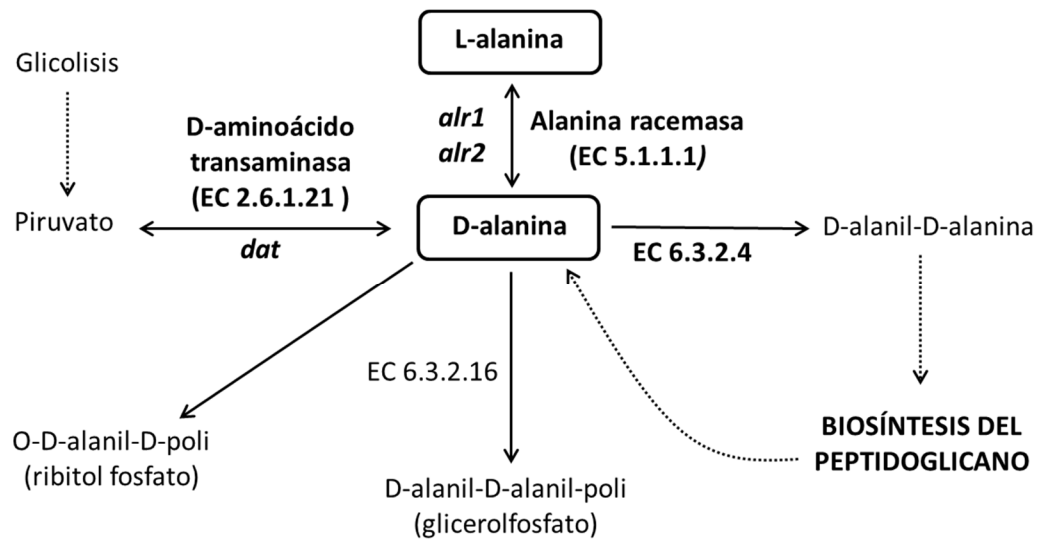 L-alanina
Glicolisis
alr1
alr2
Alanina racemasa
(EC 5.1.1.1)
D-aminoácido
transaminasa
(EC 2.6.1.21 )
Piruvato
dat
D-alanina
EC 6.3.2.4
D-alanil-D-alanina
EC 6.3.2.16
O-D-alanil-D-poli
(ribitol fosfato)
D-alanil-D-alanil-poli
(glicerolfosfato)
BIOSÍNTESIS DEL
PEPTIDOGLICANO